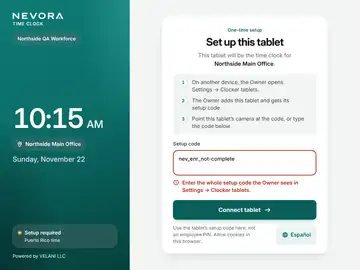 NEVORA
TIME CLOCK
Northside QA Workforce
10:15 AM
Northside Main Office
Sunday, November 22
Setup required
Puerto Rico time
Powered by VELANI LLC
One-time setup
Set up this tablet
This tablet will be the time clock for
Northside Main Office.
1 On another device, the Owner opens
Settings → Clocker tablets.
2 The Owner adds this tablet and gets its
setup code
3 Point this tablet's camera at the code, or type
the code below.
Setup code
nev_enr_not-complete
Enter the whole setup code the Owner sees in
Settings → Clocker tablets.
Connect tablet →
Use the tablet's setup code here, not
an employee PIN. Allow cookies in
this browser.
Español